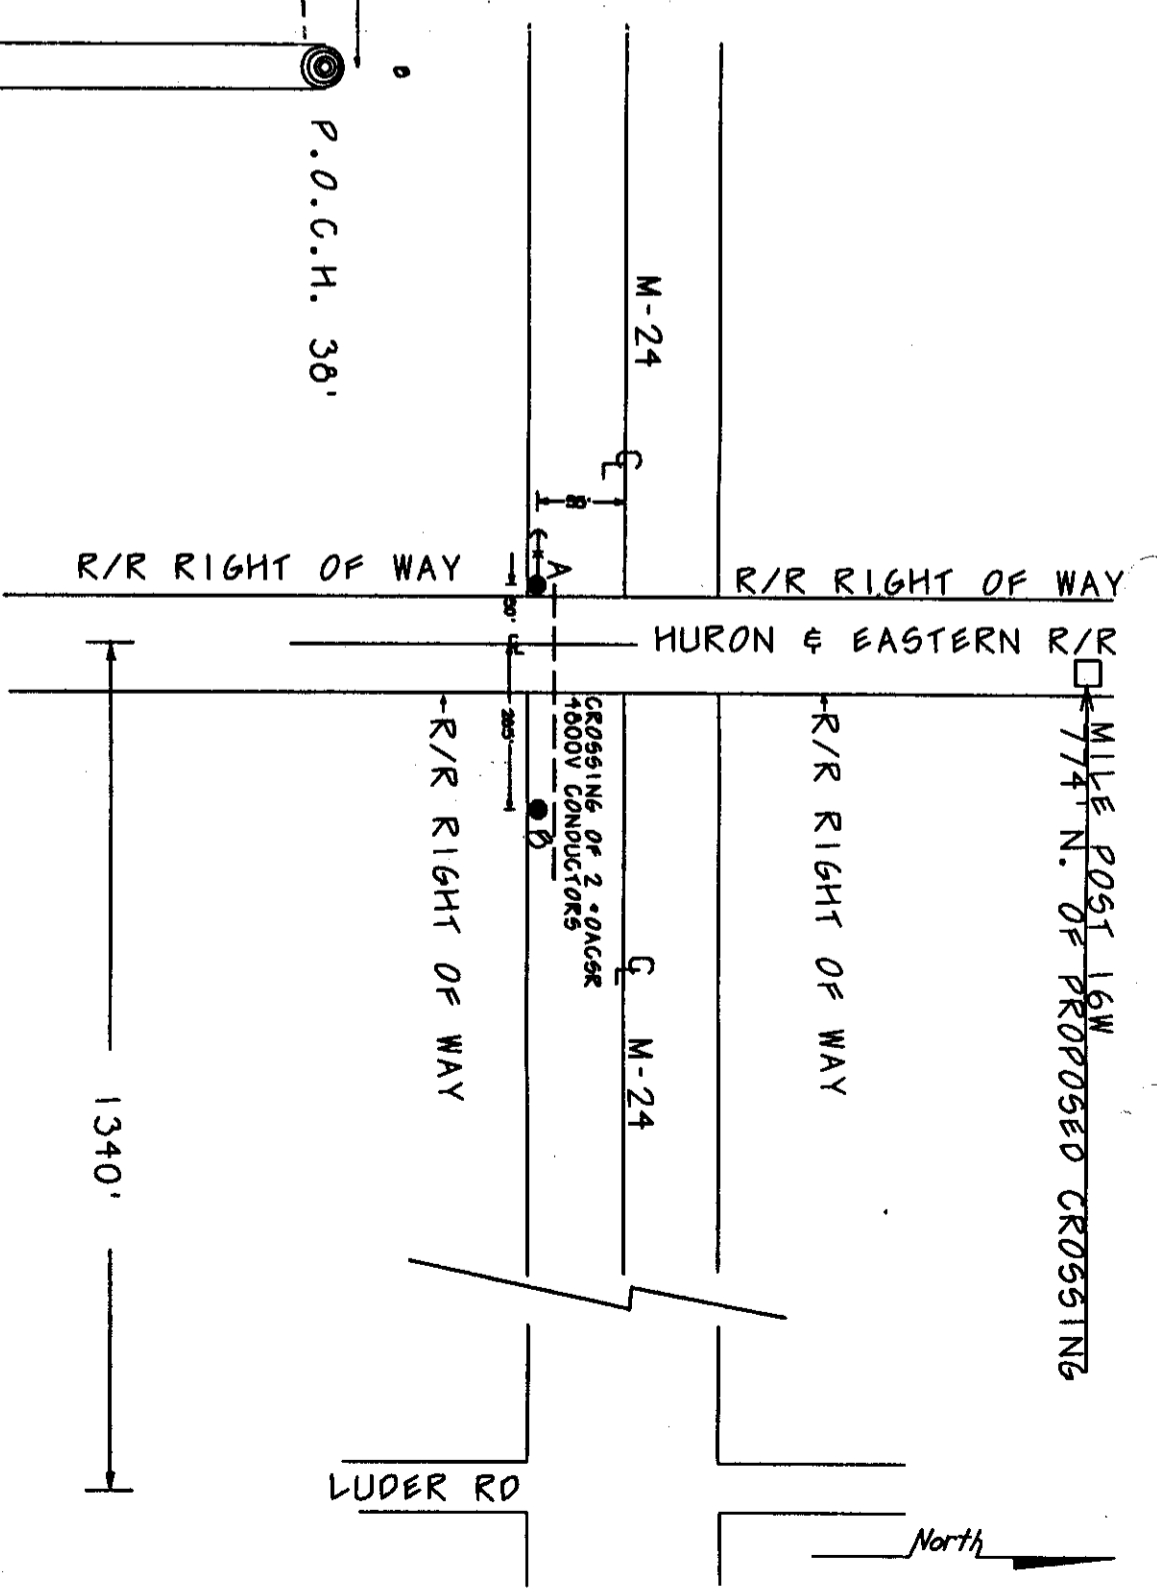 P.O.C.H. 38'
M-24
C
L
A
R/R RIGHT OF WAY
R/R RIGHT OF WAY
50'
HURON & EASTERN R/R
MILE POST 16W
774' N. OF PROPOSED CROSSING
CROSSING OF 2
4800V CONDUCTORS
R/R RIGHT OF WAY
R/R RIGHT OF WAY
B
C
L
M-24
1340'
LUDER RD
North